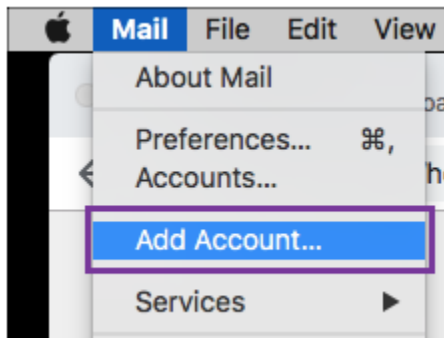 Mail File Edit View
About Mail
Preferences... ⌘,
Accounts...
Add Account...
Services ▶